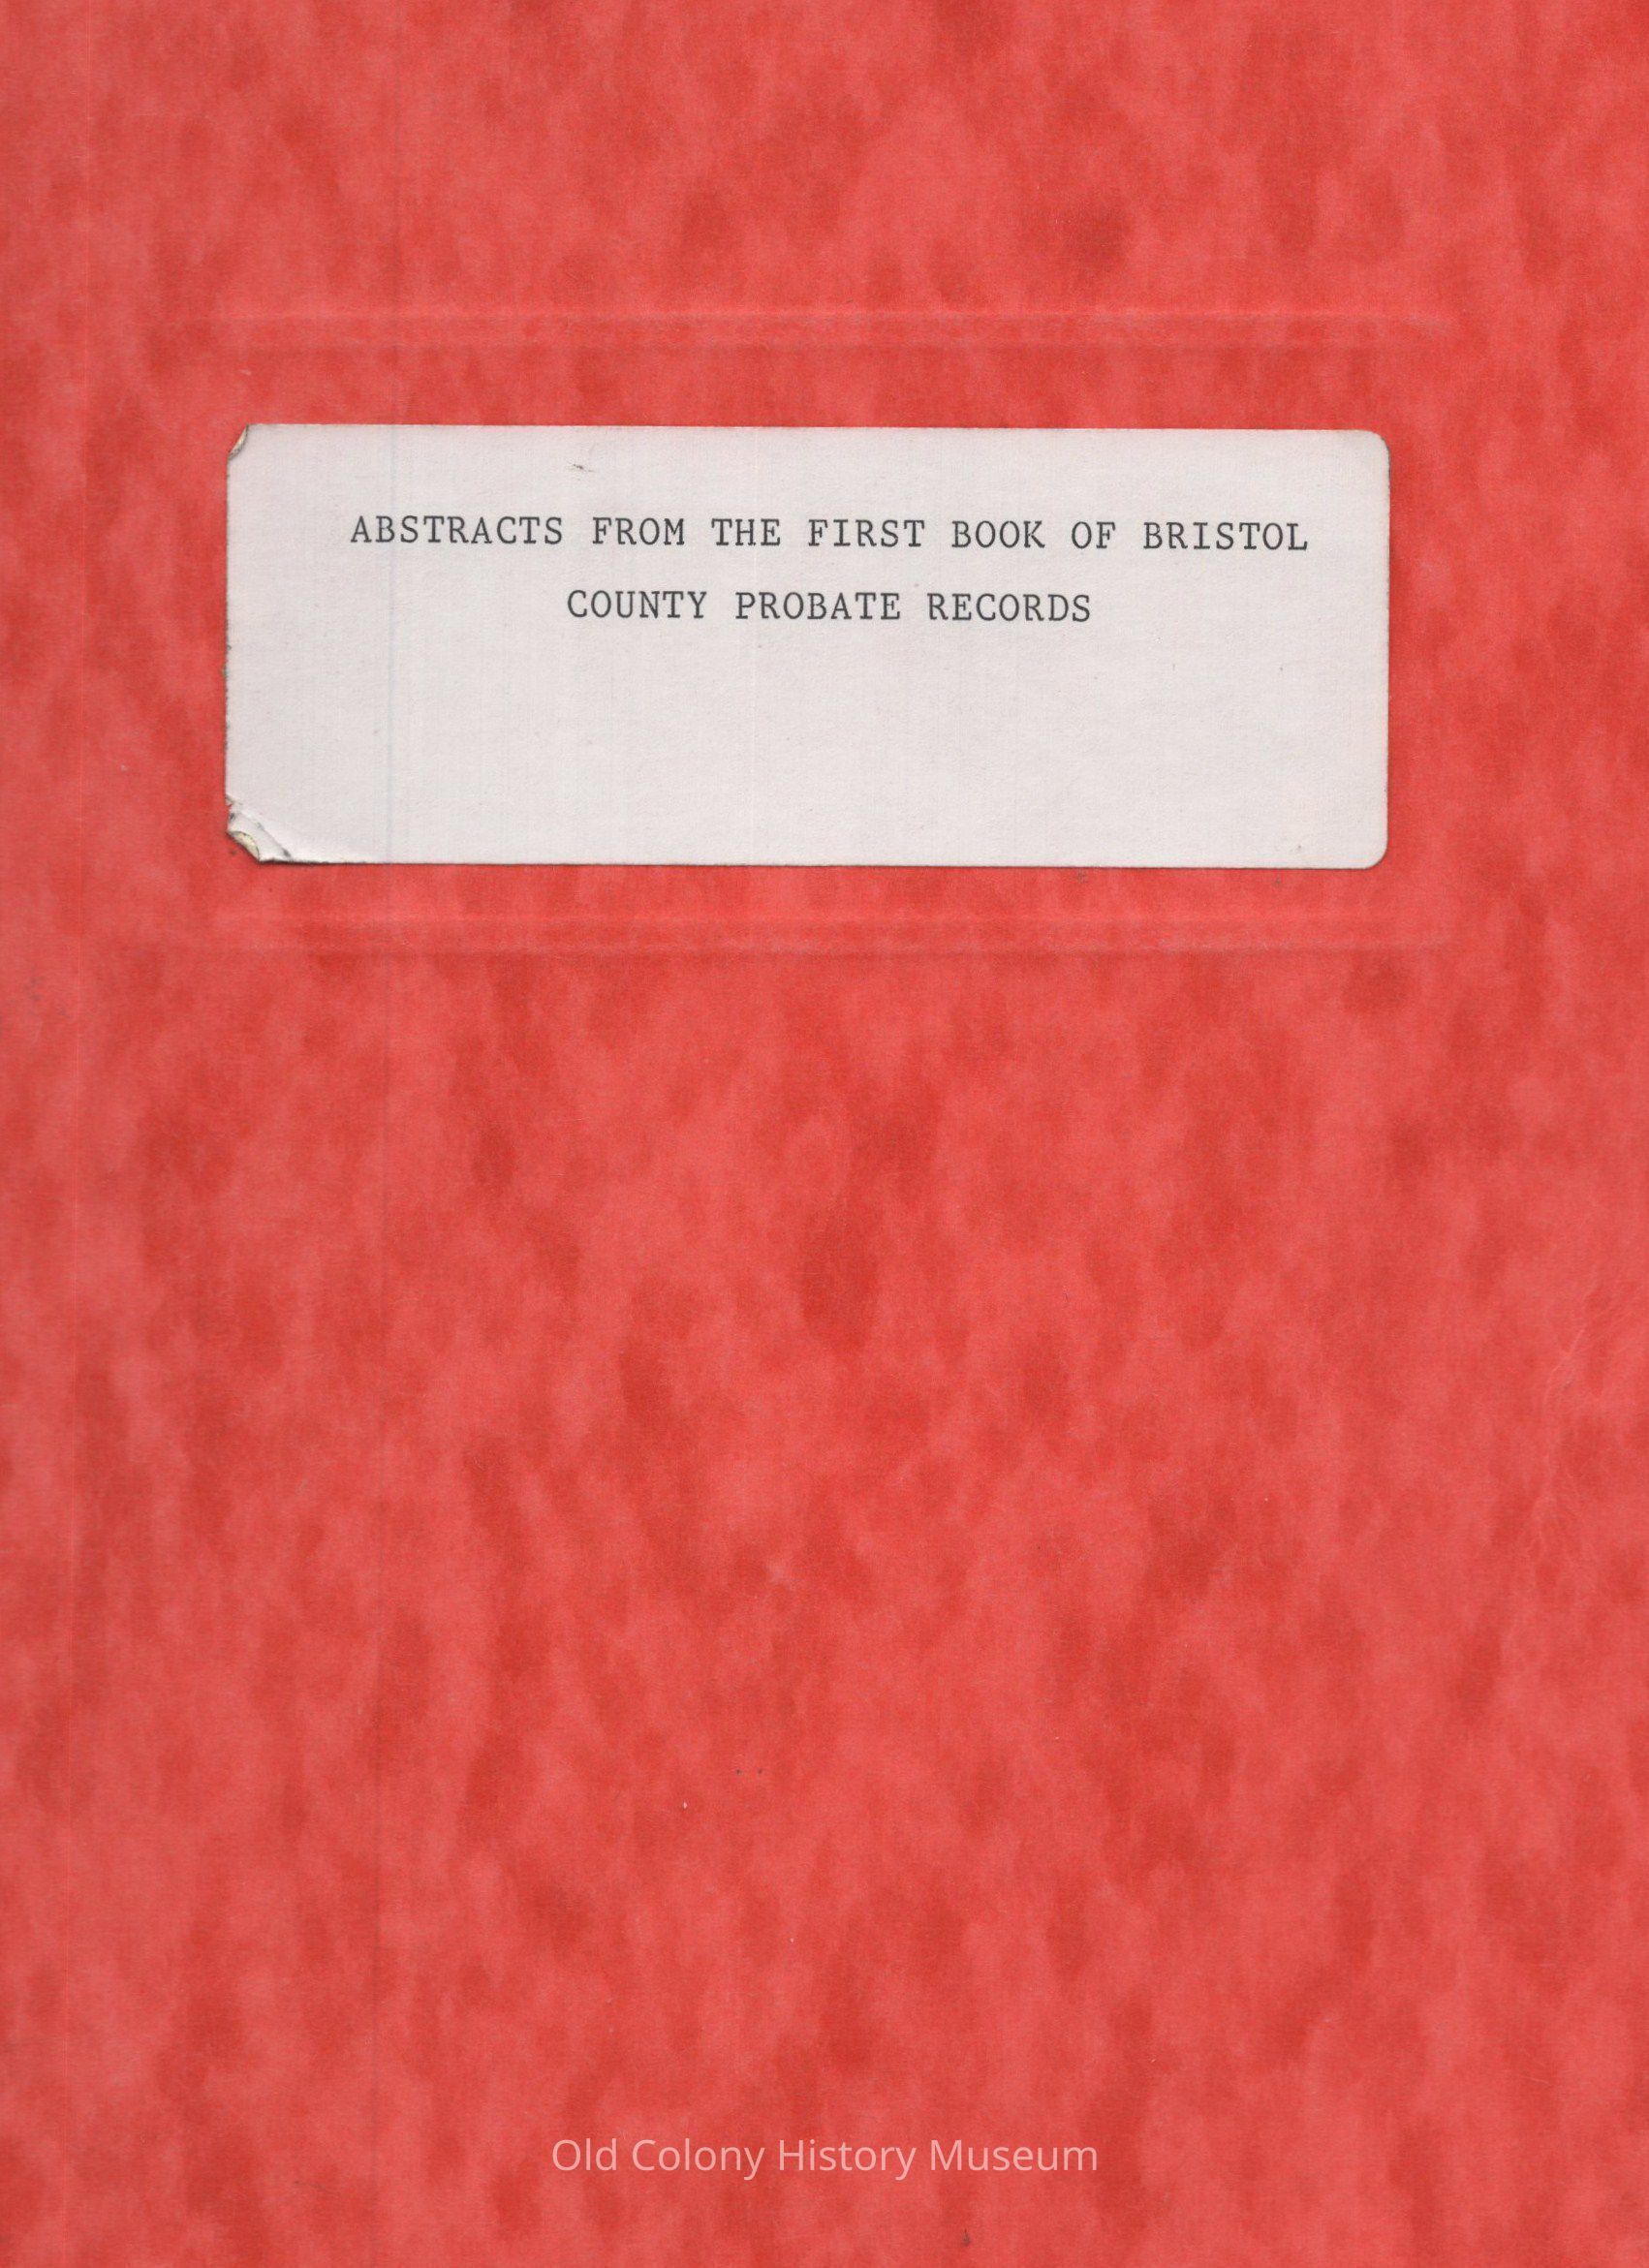 ABSTRACTS FROM THE FIRST BOOK OF BRISTOL
COUNTY PROBATE RECORDS
Old Colony History Museum